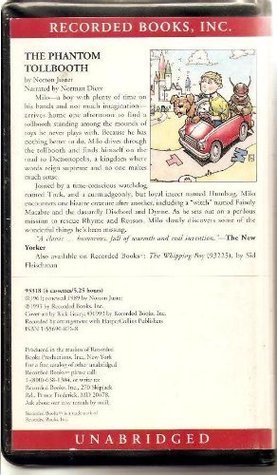 RECORDED BOOKS, INC.
THE PHANTOM
TOLLBOOTH
by Norton Juster
Narrated by Norman Dietz
Milo—a boy with plenty of time on
his hands and not much imagination—
arrives home one afternoon to find a
tollbooth standing among the mounds of
toys he never plays with. Because he has
nothing better to do, Milo drives through
the tollbooth and finds himself on the
road to Dictionopolis, a kingdom where
words reign supreme and no one makes
much sense.
Joined by a time-conscious watchdog,
named Tock, and a curmudgeonly, but loyal insect named Humbug, Milo
encounters one bizarre creature after another, including a "witch" named Faintly
Macabre and the dastardly Dischord and Dynne. As he sets out on a perilous
mission to rescue Rhyme and Reason, Milo slowly discovers some of the
wonderful things he's been missing.
"A classic ... humorous, full of warmth and real invention."—The New
Yorker
Also available on Recorded Books: The Whipping Boy (93223), by Sid
Fleischman
93318 (4 cassettes/5.25 hours)
renewal 1989 by Norton Juster
1993 by Recorded Books, Inc.
Cover art by Rick
1993 by Recorded Books, Inc.
Recorded by arrangement with HarperCollins Publishers
ISBN
Produced in the studios of Recorded
Books Productions, Inc., New York
For a free catalog of other unabridged
Recorded Books please call:
1-800-638-1304, or write to:
Recorded Books, Inc., 270 Skipjack
Rd., Prince Frederick, MD 20678.
Ask about our easy rentals by mail.
Recorded Books is a trademark of
Recorded Books, Inc.
UNABRIDGED